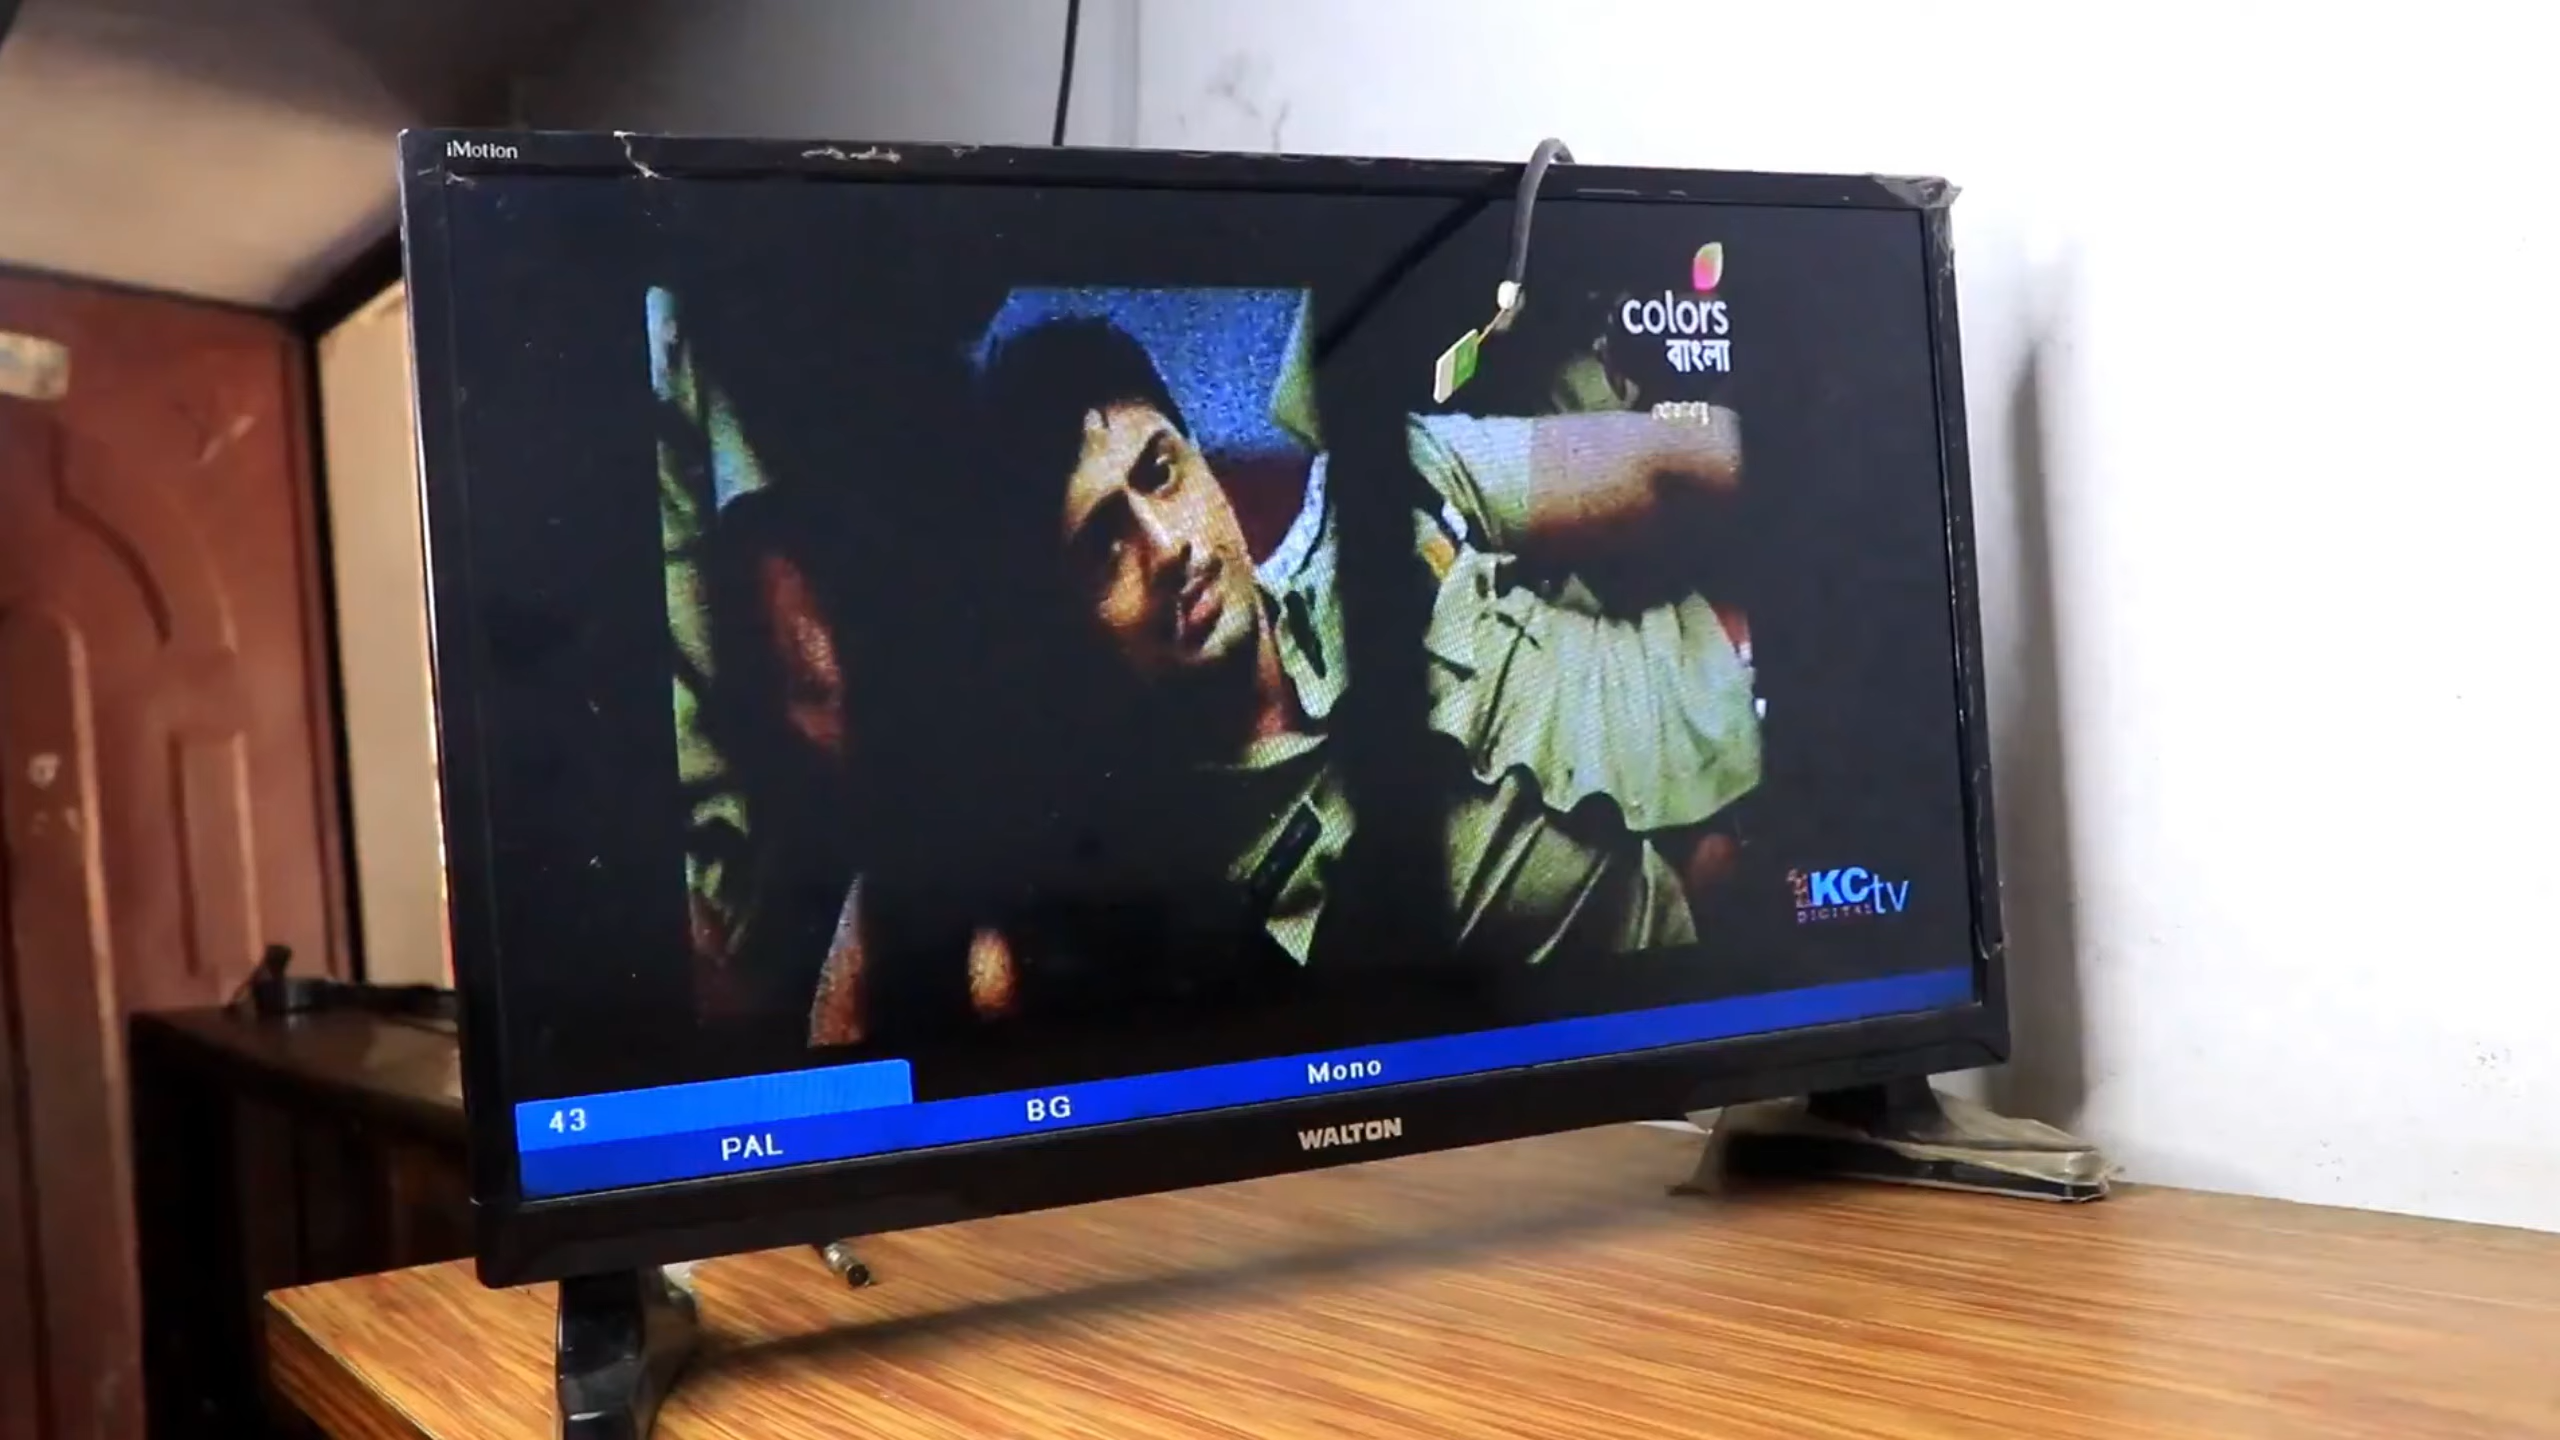 iMotion
colors
বাংলা
KCtv
DIGITAL
43
Mono
BG
PAL
WALTON